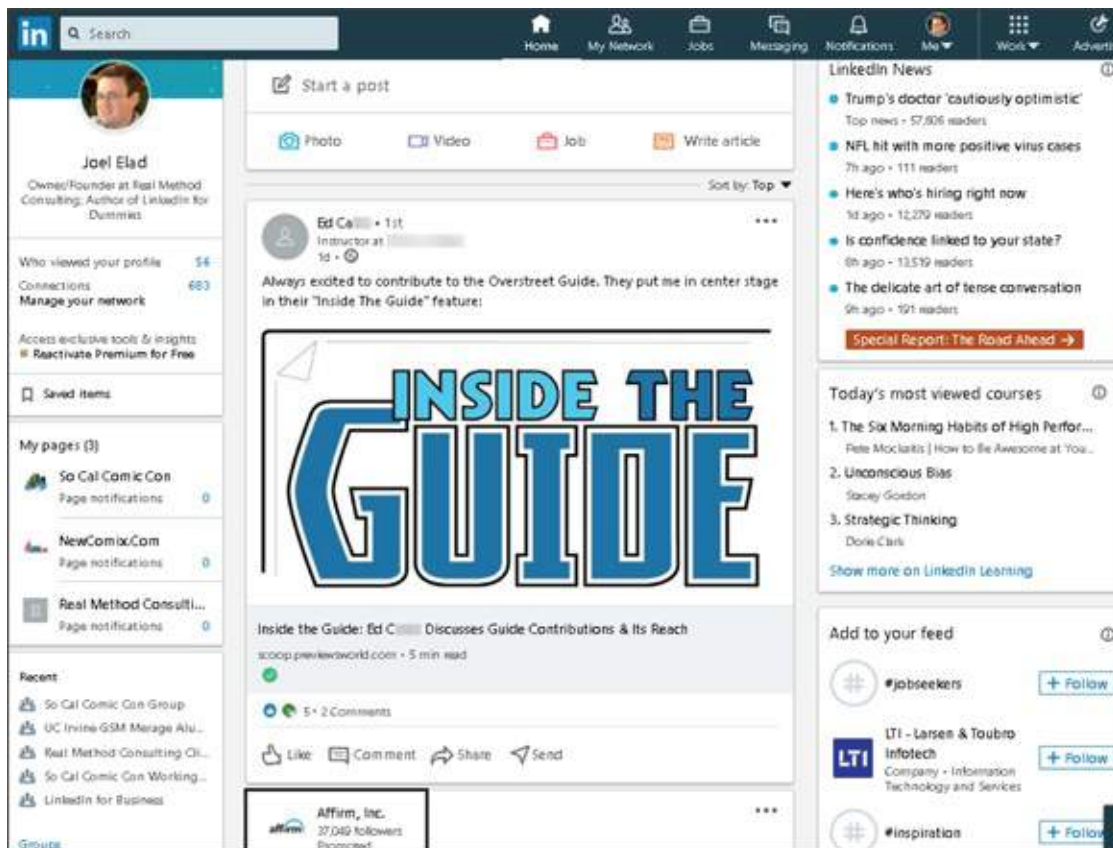 in
Search
Home
My Network
Jobs
Messaging
Notifications
Me
Work
Adverti
Joel Elad
Owner/Founder at Real Method
Consulting; Author of LinkedIn for
Dummies
Who viewed your profile 56
Connections 683
Manage your network
Access exclusive tools & insights
Reactivate Premium for Free
Saved items
My pages (3)
So Cal Comic Con
Page notifications 0
NewComix.Com
Page notifications 0
Real Method Consulti...
Page notifications 0
Recent
So Cal Comic Con Group
UC Irvine GSM Merage Alu...
Real Method Consulting Cli...
So Cal Comic Con Working...
LinkedIn for Business
Groups
Start a post
Photo
Video
Job
Write article
Sort by: Top
Ed Ca • 1st
Instructor at
1d •
Always excited to contribute to the Overstreet Guide. They put me in center stage
in their "Inside The Guide" feature:
INSIDE THE
GUIDE
Inside the Guide: Ed C Discusses Guide Contributions & Its Reach
scoop.previewsworld.com • 5 min read
5 • 2 Comments
Like
Comment
Share
Send
affirm
Affirm, Inc.
37,049 followers
Promoted
LinkedIn News
Trump's doctor 'cautiously optimistic'
Top news • 57,806 readers
NFL hit with more positive virus cases
7h ago • 111 readers
Here's who's hiring right now
1d ago • 12,279 readers
Is confidence linked to your state?
6h ago • 13,519 readers
The delicate art of tense conversation
9h ago • 191 readers
Special Report: The Road Ahead →
Today's most viewed courses
1. The Six Morning Habits of High Perfor...
Pete Mockaitis | How to Be Awesome at You...
2. Unconscious Bias
Stacey Gordon
3. Strategic Thinking
Dorie Clark
Show more on LinkedIn Learning
Add to your feed
#
#jobseekers
+ Follow
LTI
LTI - Larsen & Toubro
Infotech
Company • Information
Technology and Services
+ Follow
#
#inspiration
+ Follow